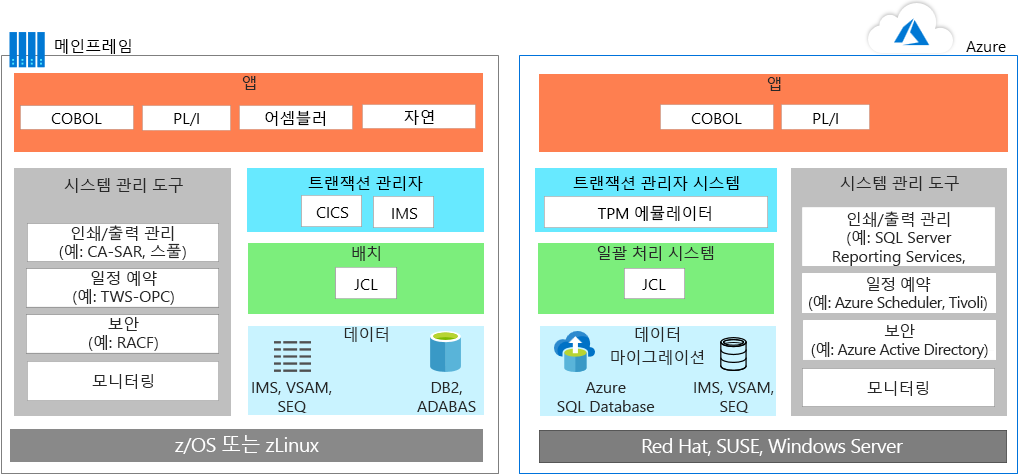 메인프레임
앱
COBOL
PL/I
어셈블러
자연
시스템 관리 도구
인쇄/출력 관리
(예: CA-SAR, 스풀)
일정 예약
(예: TWS-OPC)
보안
(예: RACF)
모니터링
트랜잭션 관리자
CICS
IMS
배치
JCL
데이터
IMS, VSAM,
SEQ
DB2,
ADABAS
z/OS 또는 zLinux
Azure
앱
COBOL
PL/I
트랜잭션 관리자 시스템
TPM 에뮬레이터
일괄 처리 시스템
JCL
데이터
마이그레이션
Azure
SQL Database
IMS, VSAM,
SEQ
시스템 관리 도구
인쇄/출력 관리
(예: SQL Server
Reporting Services,
일정 예약
(예: Azure Scheduler, Tivoli)
보안
(예: Azure Active Directory)
모니터링
Red Hat, SUSE, Windows Server